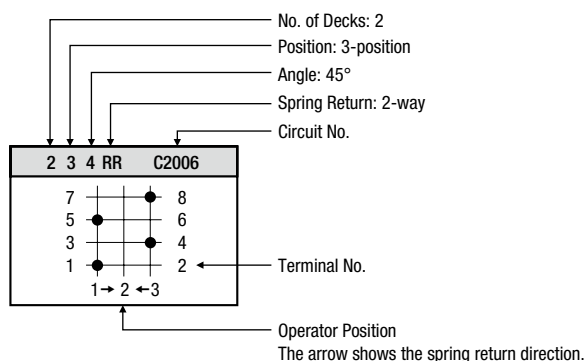 No. of Decks: 2
Position: 3-position
Angle: 45°
Spring Return: 2-way
Circuit No.
2 3 4 RR C2006
7 8
5 6
3 4
1 2
Terminal No.
1→ 2 ←3
Operator Position
The arrow shows the spring return direction.